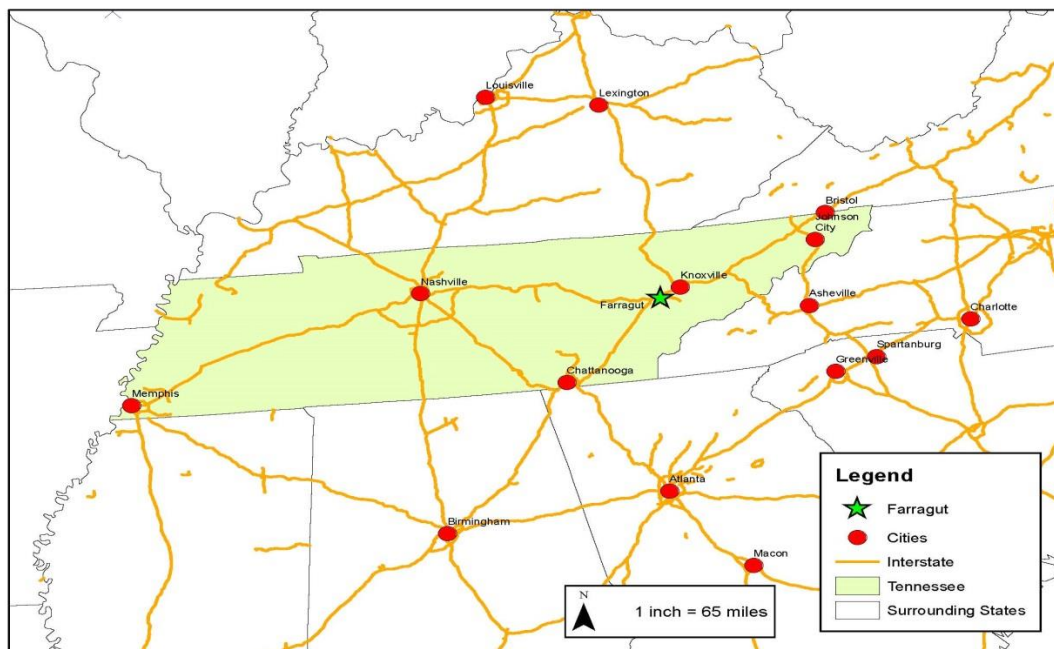 Louisville
Lexington
Bristol
Johnson
City
Knoxville
Nashville
Farragut
Asheville
Charlotte
Spartanburg
Greenville
Chattanooga
Memphis
Atlanta
Birmingham
Macon
N
1 inch = 65 miles
Legend
Farragut
Cities
Interstate
Tennessee
Surrounding States